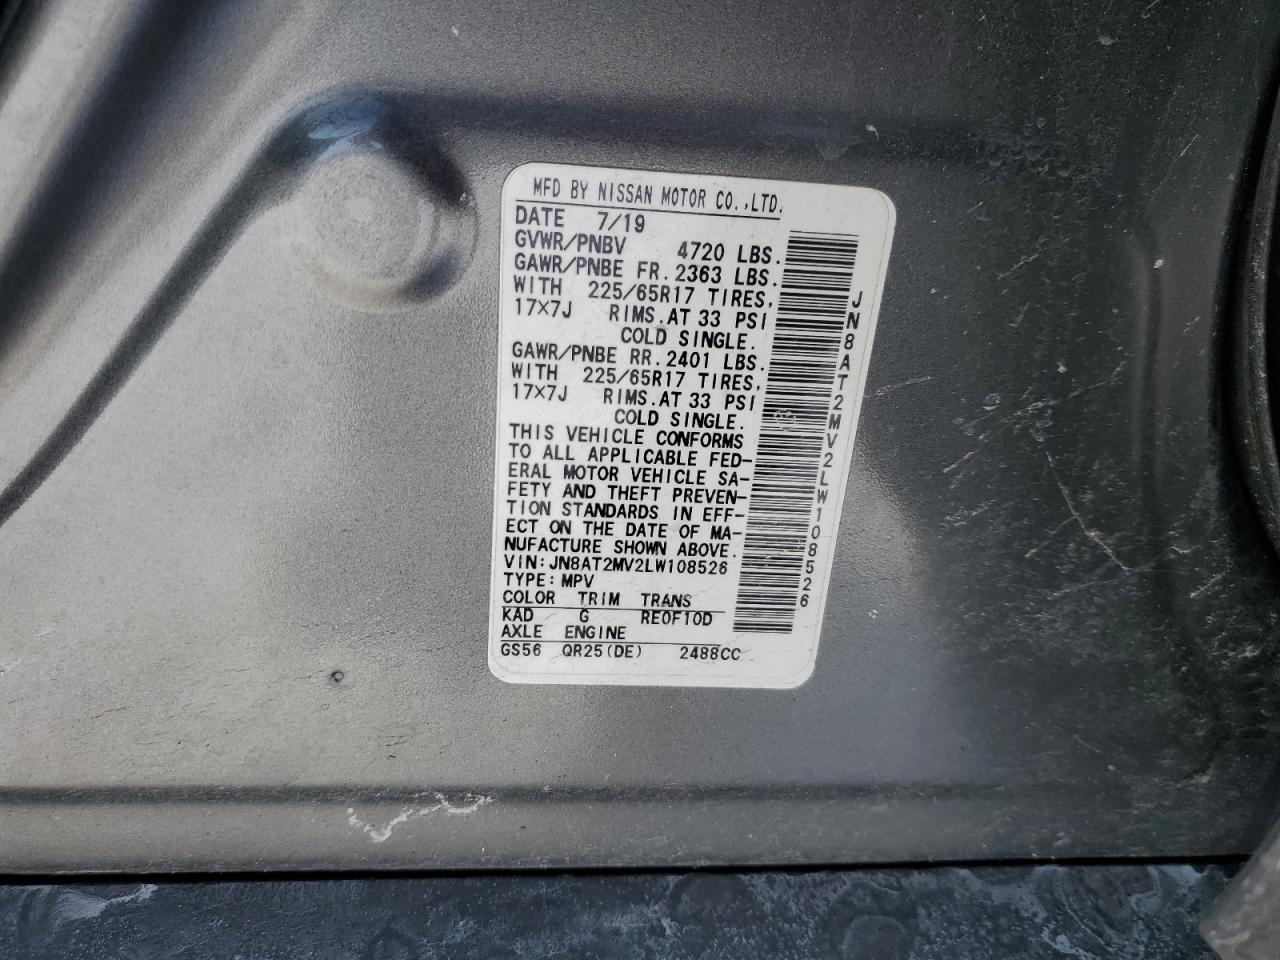 MFD BY NISSAN MOTOR CO.,LTD.
DATE 7/19
GVWR/PNBV 4720 LBS.
GAWR/PNBE FR. 2363 LBS.
WITH 225/65R17 TIRES,
17×7J RIMS.AT 33 PSI
COLD SINGLE.
GAWR/PNBE RR. 2401 LBS.
WITH 225/65R17 TIRES,
17×7J RIMS.AT 33 PSI
COLD SINGLE.
THIS VEHICLE CONFORMS
TO ALL APPLICABLE FED-
ERAL MOTOR VEHICLE SA-
FETY AND THEFT PREVEN-
TION STANDARDS IN EFF-
ECT ON THE DATE OF MA-
NUFACTURE SHOWN ABOVE.
VIN:JN8AT2MV2LW108526
TYPE:MPV
COLOR TRIM TRANS
KAD G RE0F10D
AXLE ENGINE
GS56 QR25(DE) 2488CC
JN8AT2MV2LW108526